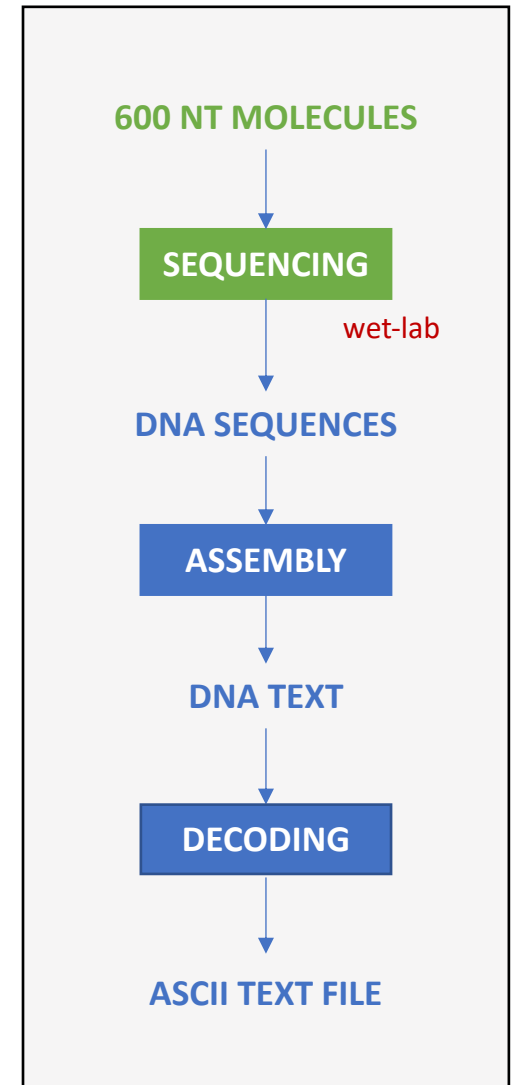 600 NT MOLECULES
SEQUENCING
wet-lab
DNA SEQUENCES
ASSEMBLY
DNA TEXT
DECODING
ASCII TEXT FILE